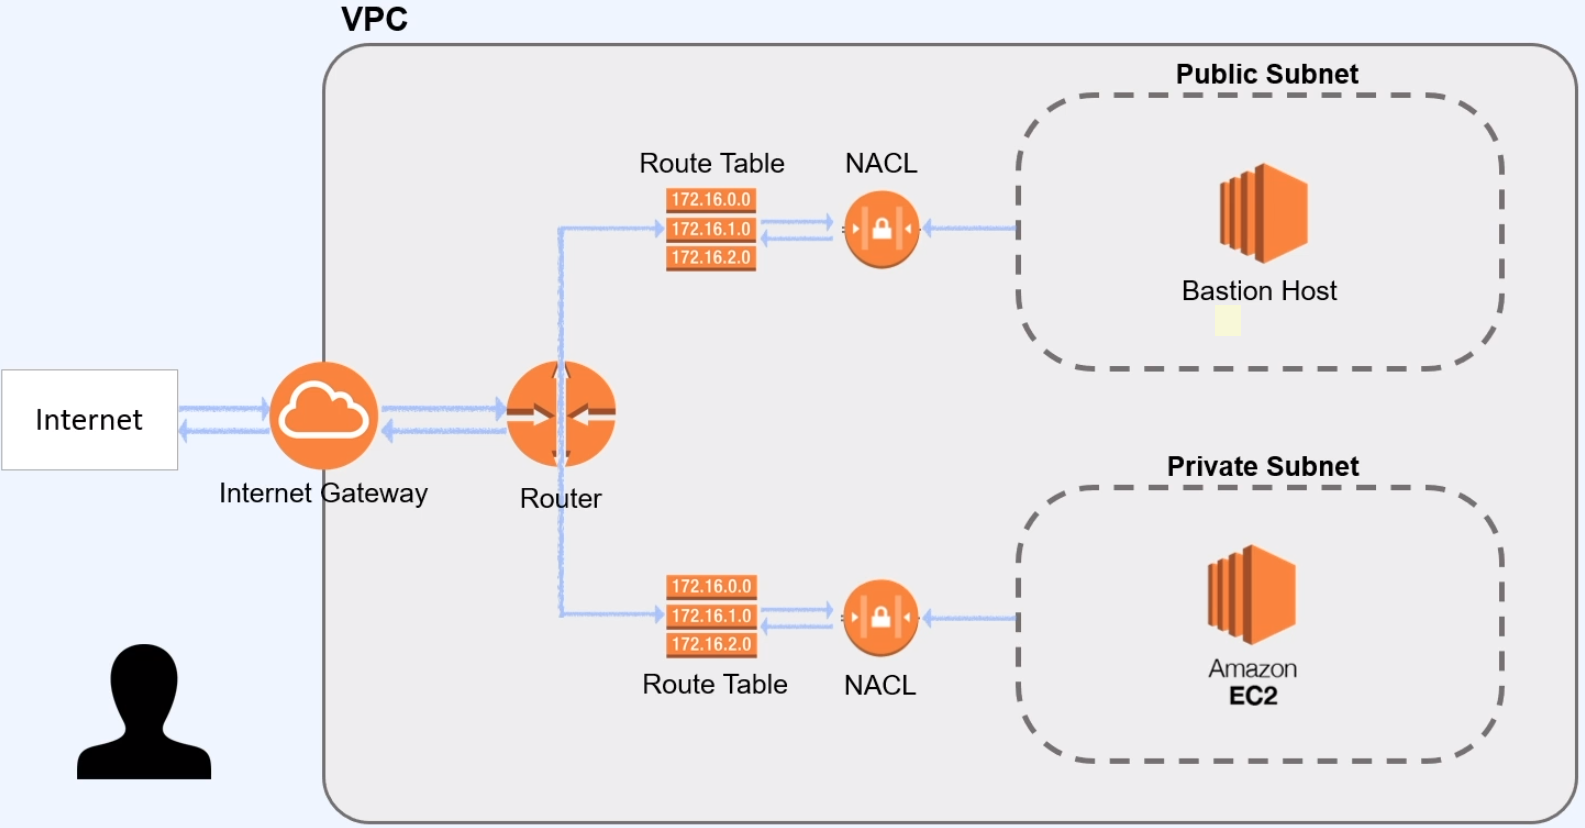 VPC
Public Subnet
Route Table
NACL
172.16.0.0
172.16.1.0
172.16.2.0
Bastion Host
Internet
Internet Gateway
Router
Private Subnet
172.16.0.0
172.16.1.0
172.16.2.0
Route Table
NACL
Amazon
EC2